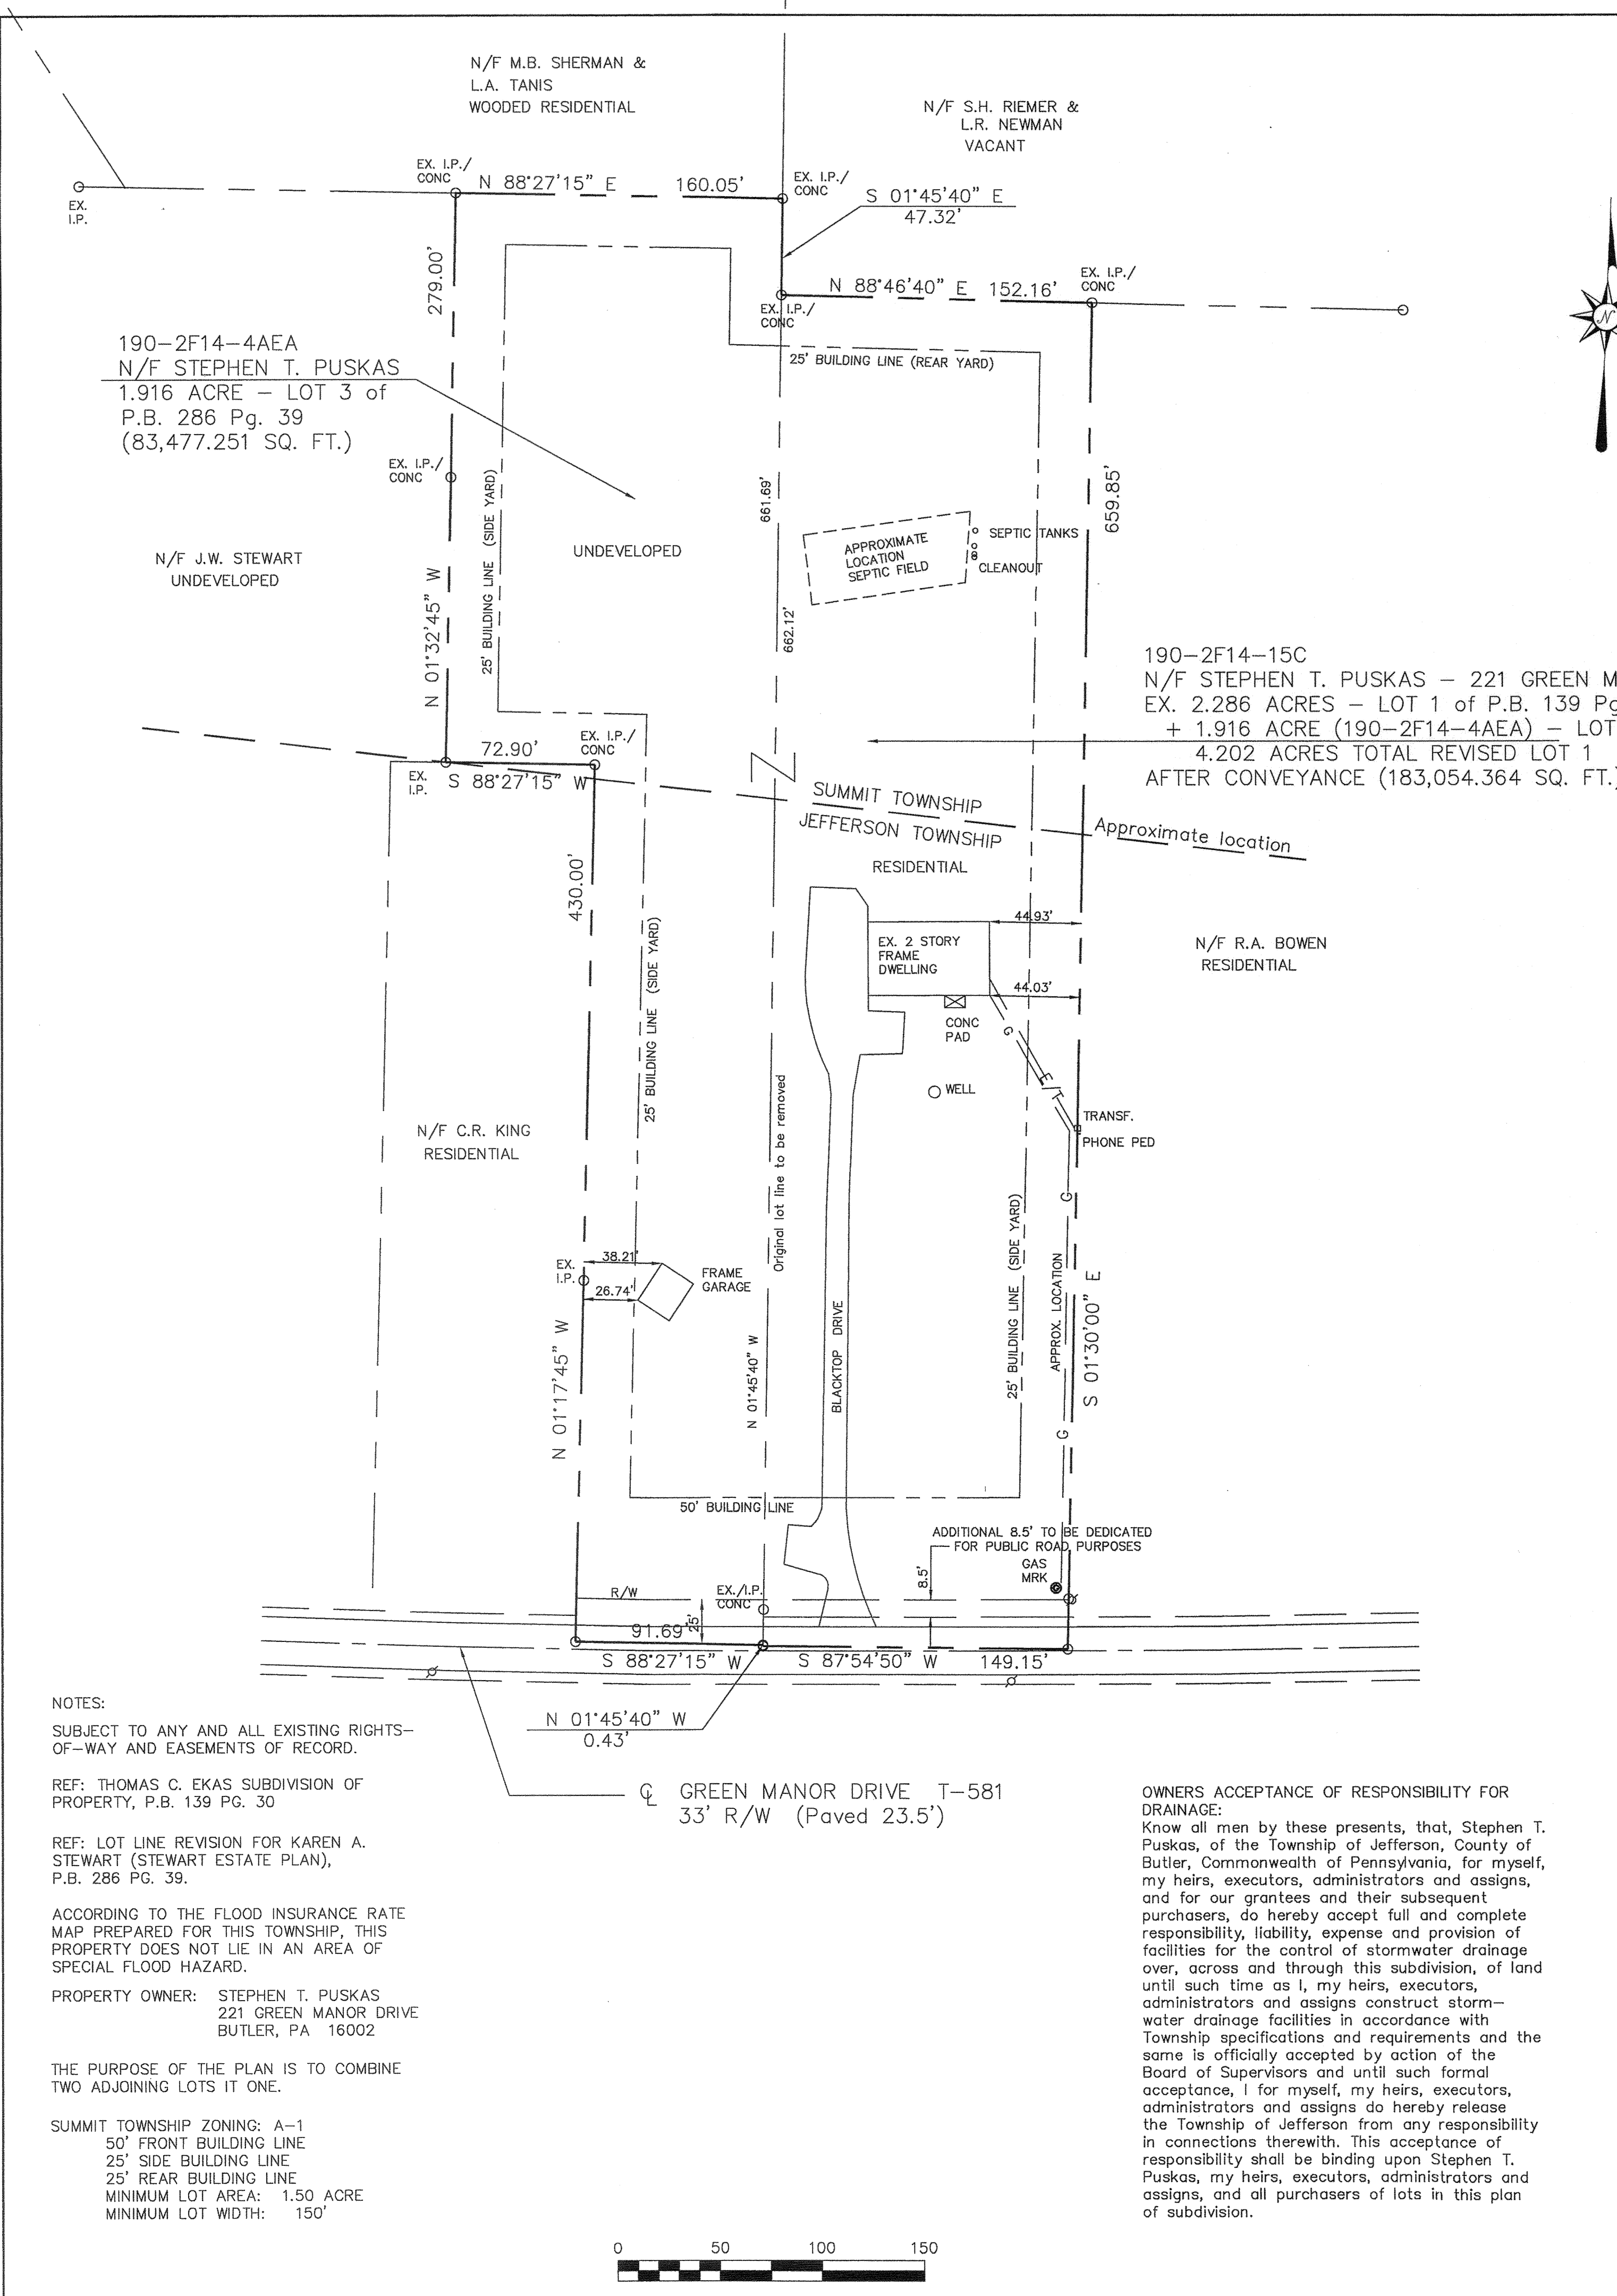 N/F M.B. SHERMAN &
L.A. TANIS
WOODED RESIDENTIAL
N/F S.H. RIEMER &
L.R. NEWMAN
VACANT
EX. I.P./
CONC
N 88°27'15" E 160.05'
EX. I.P./
CONC
EX.
I.P.
S 01°45'40" E
47.32'
279.00'
N 88°46'40" E 152.16'
EX. I.P./
CONC
EX. I.P./
CONC
25' BUILDING LINE (REAR YARD)
190-2F14-4AEA
N/F STEPHEN T. PUSKAS
1.916 ACRE - LOT 3 of
P.B. 286 Pg. 39
(83,477.251 SQ. FT.)
EX. I.P./
CONC
25' BUILDING LINE (SIDE YARD)
661.69'
659.85'
N/F J.W. STEWART
UNDEVELOPED
UNDEVELOPED
APPROXIMATE
LOCATION
SEPTIC FIELD
SEPTIC TANKS
CLEANOUT
N 01°32'45" W
662.12'
190-2F14-15C
N/F STEPHEN T. PUSKAS - 221 GREEN M
EX. 2.286 ACRES - LOT 1 of P.B. 139 Pg
+ 1.916 ACRE (190-2F14-4AEA) - LOT
4.202 ACRES TOTAL REVISED LOT 1
AFTER CONVEYANCE (183,054.364 SQ. FT.)
N
72.90'
EX. I.P./
CONC
EX.
I.P.
S 88°27'15" W
SUMMIT TOWNSHIP
JEFFERSON TOWNSHIP
Approximate location
RESIDENTIAL
430.00'
44.93'
EX. 2 STORY
FRAME
DWELLING
44.03'
CONC
PAD
G
E/T
WELL
N/F R.A. BOWEN
RESIDENTIAL
25' BUILDING LINE (SIDE YARD)
Original lot line to be removed
N/F C.R. KING
RESIDENTIAL
TRANSF.
PHONE PED
G
38.21'
EX.
I.P.
26.74'
FRAME
GARAGE
25' BUILDING LINE (SIDE YARD)
APPROX. LOCATION
S 01°30'00" E
N 01°17'45" W
N 01°45'40" W
BLACKTOP DRIVE
G
50' BUILDING LINE
ADDITIONAL 8.5' TO BE DEDICATED
FOR PUBLIC ROAD PURPOSES
GAS
MRK
8.5'
R/W
EX./I.P.
CONC
25'
91.69'
S 88°27'15" W
S 87°54'50" W 149.15'
N 01°45'40" W
0.43'
℄ GREEN MANOR DRIVE T-581
33' R/W (Paved 23.5')
NOTES:
SUBJECT TO ANY AND ALL EXISTING RIGHTS-
OF-WAY AND EASEMENTS OF RECORD.
REF: THOMAS C. EKAS SUBDIVISION OF
PROPERTY, P.B. 139 PG. 30
REF: LOT LINE REVISION FOR KAREN A.
STEWART (STEWART ESTATE PLAN),
P.B. 286 PG. 39.
ACCORDING TO THE FLOOD INSURANCE RATE
MAP PREPARED FOR THIS TOWNSHIP, THIS
PROPERTY DOES NOT LIE IN AN AREA OF
SPECIAL FLOOD HAZARD.
PROPERTY OWNER: STEPHEN T. PUSKAS
221 GREEN MANOR DRIVE
BUTLER, PA 16002
THE PURPOSE OF THE PLAN IS TO COMBINE
TWO ADJOINING LOTS IT ONE.
SUMMIT TOWNSHIP ZONING: A-1
50' FRONT BUILDING LINE
25' SIDE BUILDING LINE
25' REAR BUILDING LINE
MINIMUM LOT AREA: 1.50 ACRE
MINIMUM LOT WIDTH: 150'
OWNERS ACCEPTANCE OF RESPONSIBILITY FOR
DRAINAGE:
Know all men by these presents, that, Stephen T.
Puskas, of the Township of Jefferson, County of
Butler, Commonwealth of Pennsylvania, for myself,
my heirs, executors, administrators and assigns,
and for our grantees and their subsequent
purchasers, do hereby accept full and complete
responsibility, liability, expense and provision of
facilities for the control of stormwater drainage
over, across and through this subdivision, of land
until such time as I, my heirs, executors,
administrators and assigns construct storm-
water drainage facilities in accordance with
Township specifications and requirements and the
same is officially accepted by action of the
Board of Supervisors and until such formal
acceptance, I for myself, my heirs, executors,
administrators and assigns do hereby release
the Township of Jefferson from any responsibility
in connections therewith. This acceptance of
responsibility shall be binding upon Stephen T.
Puskas, my heirs, executors, administrators and
assigns, and all purchasers of lots in this plan
of subdivision.
0 50 100 150